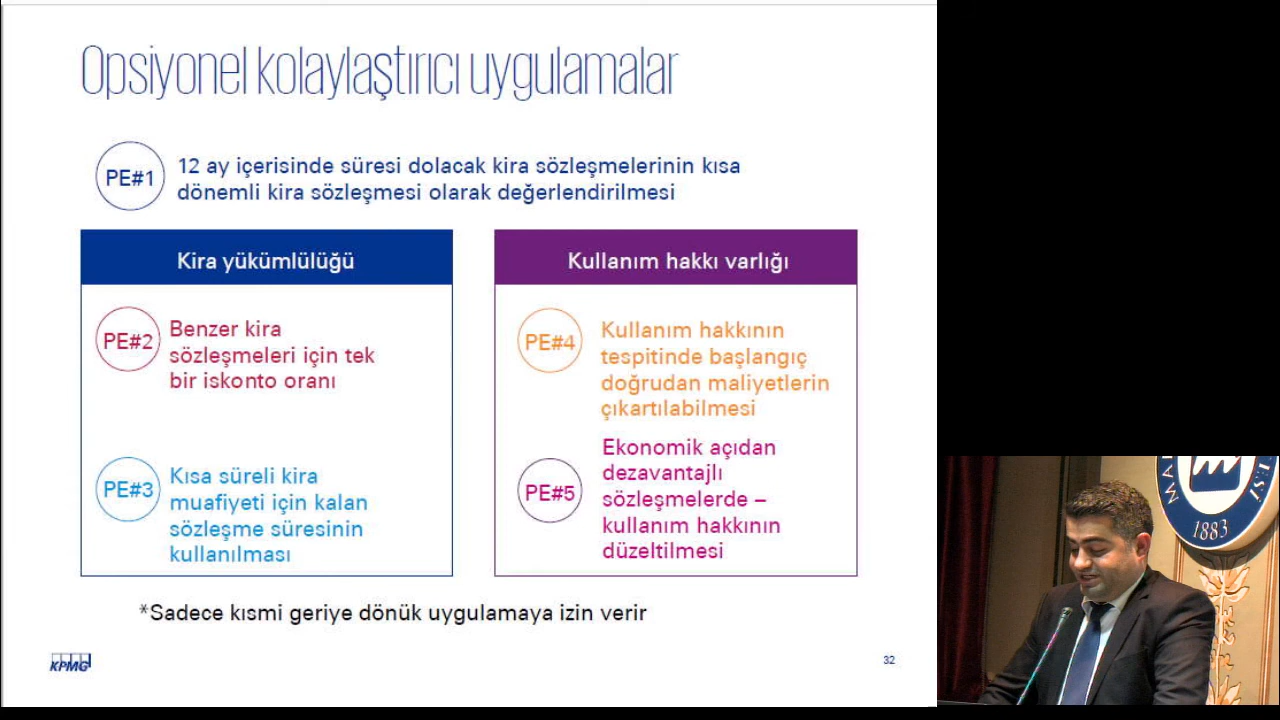 Opsiyonel kolaylaştırıcı uygulamalar
PE#1
12 ay içerisinde süresi dolacak kira sözleşmelerinin kısa
dönemli kira sözleşmesi olarak değerlendirilmesi
Kira yükümlülüğü
PE#2
Benzer kira
sözleşmeleri için tek
bir iskonto oranı
PE#3
Kısa süreli kira
muafiyeti için kalan
sözleşme süresinin
kullanılması
Kullanım hakkı varlığı
PE#4
Kullanım hakkının
tespitinde başlangıç
doğrudan maliyetlerin
çıkartılabilmesi
PE#5
Ekonomik açıdan
dezavantajlı
sözleşmelerde –
kullanım hakkının
düzeltilmesi
*Sadece kısmi geriye dönük uygulamaya izin verir
KPMG
32
1883